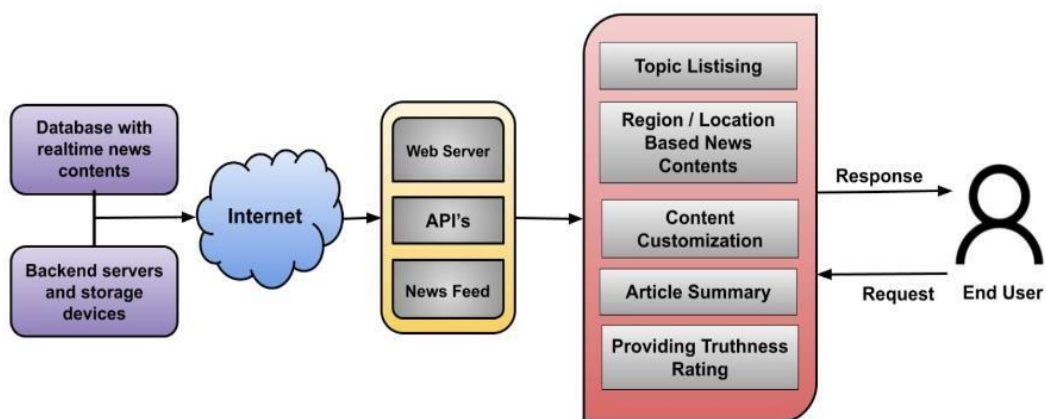 Database with
realtime news
contents
Backend servers
and storage
devices
Internet
Web Server
API's
News Feed
Topic Listising
Region / Location
Based News
Contents
Content
Customization
Article Summary
Providing Truthness
Rating
Response
Request
End User